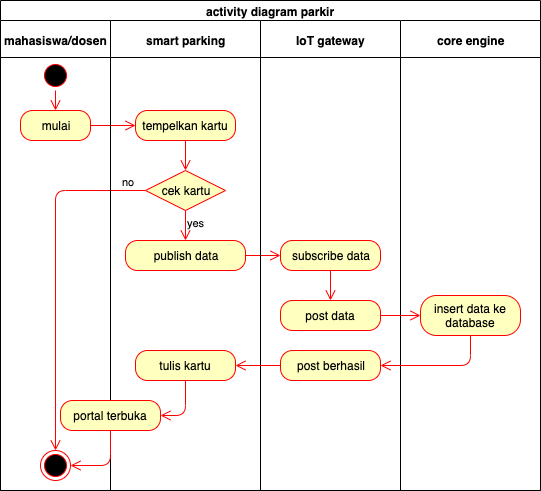 activity diagram parkir
mahasiswa/dosen
smart parking
IoT gateway
core engine
mulai
tempelkan kartu
cek kartu
no
yes
publish data
subscribe data
post data
insert data ke
database
tulis kartu
post berhasil
portal terbuka